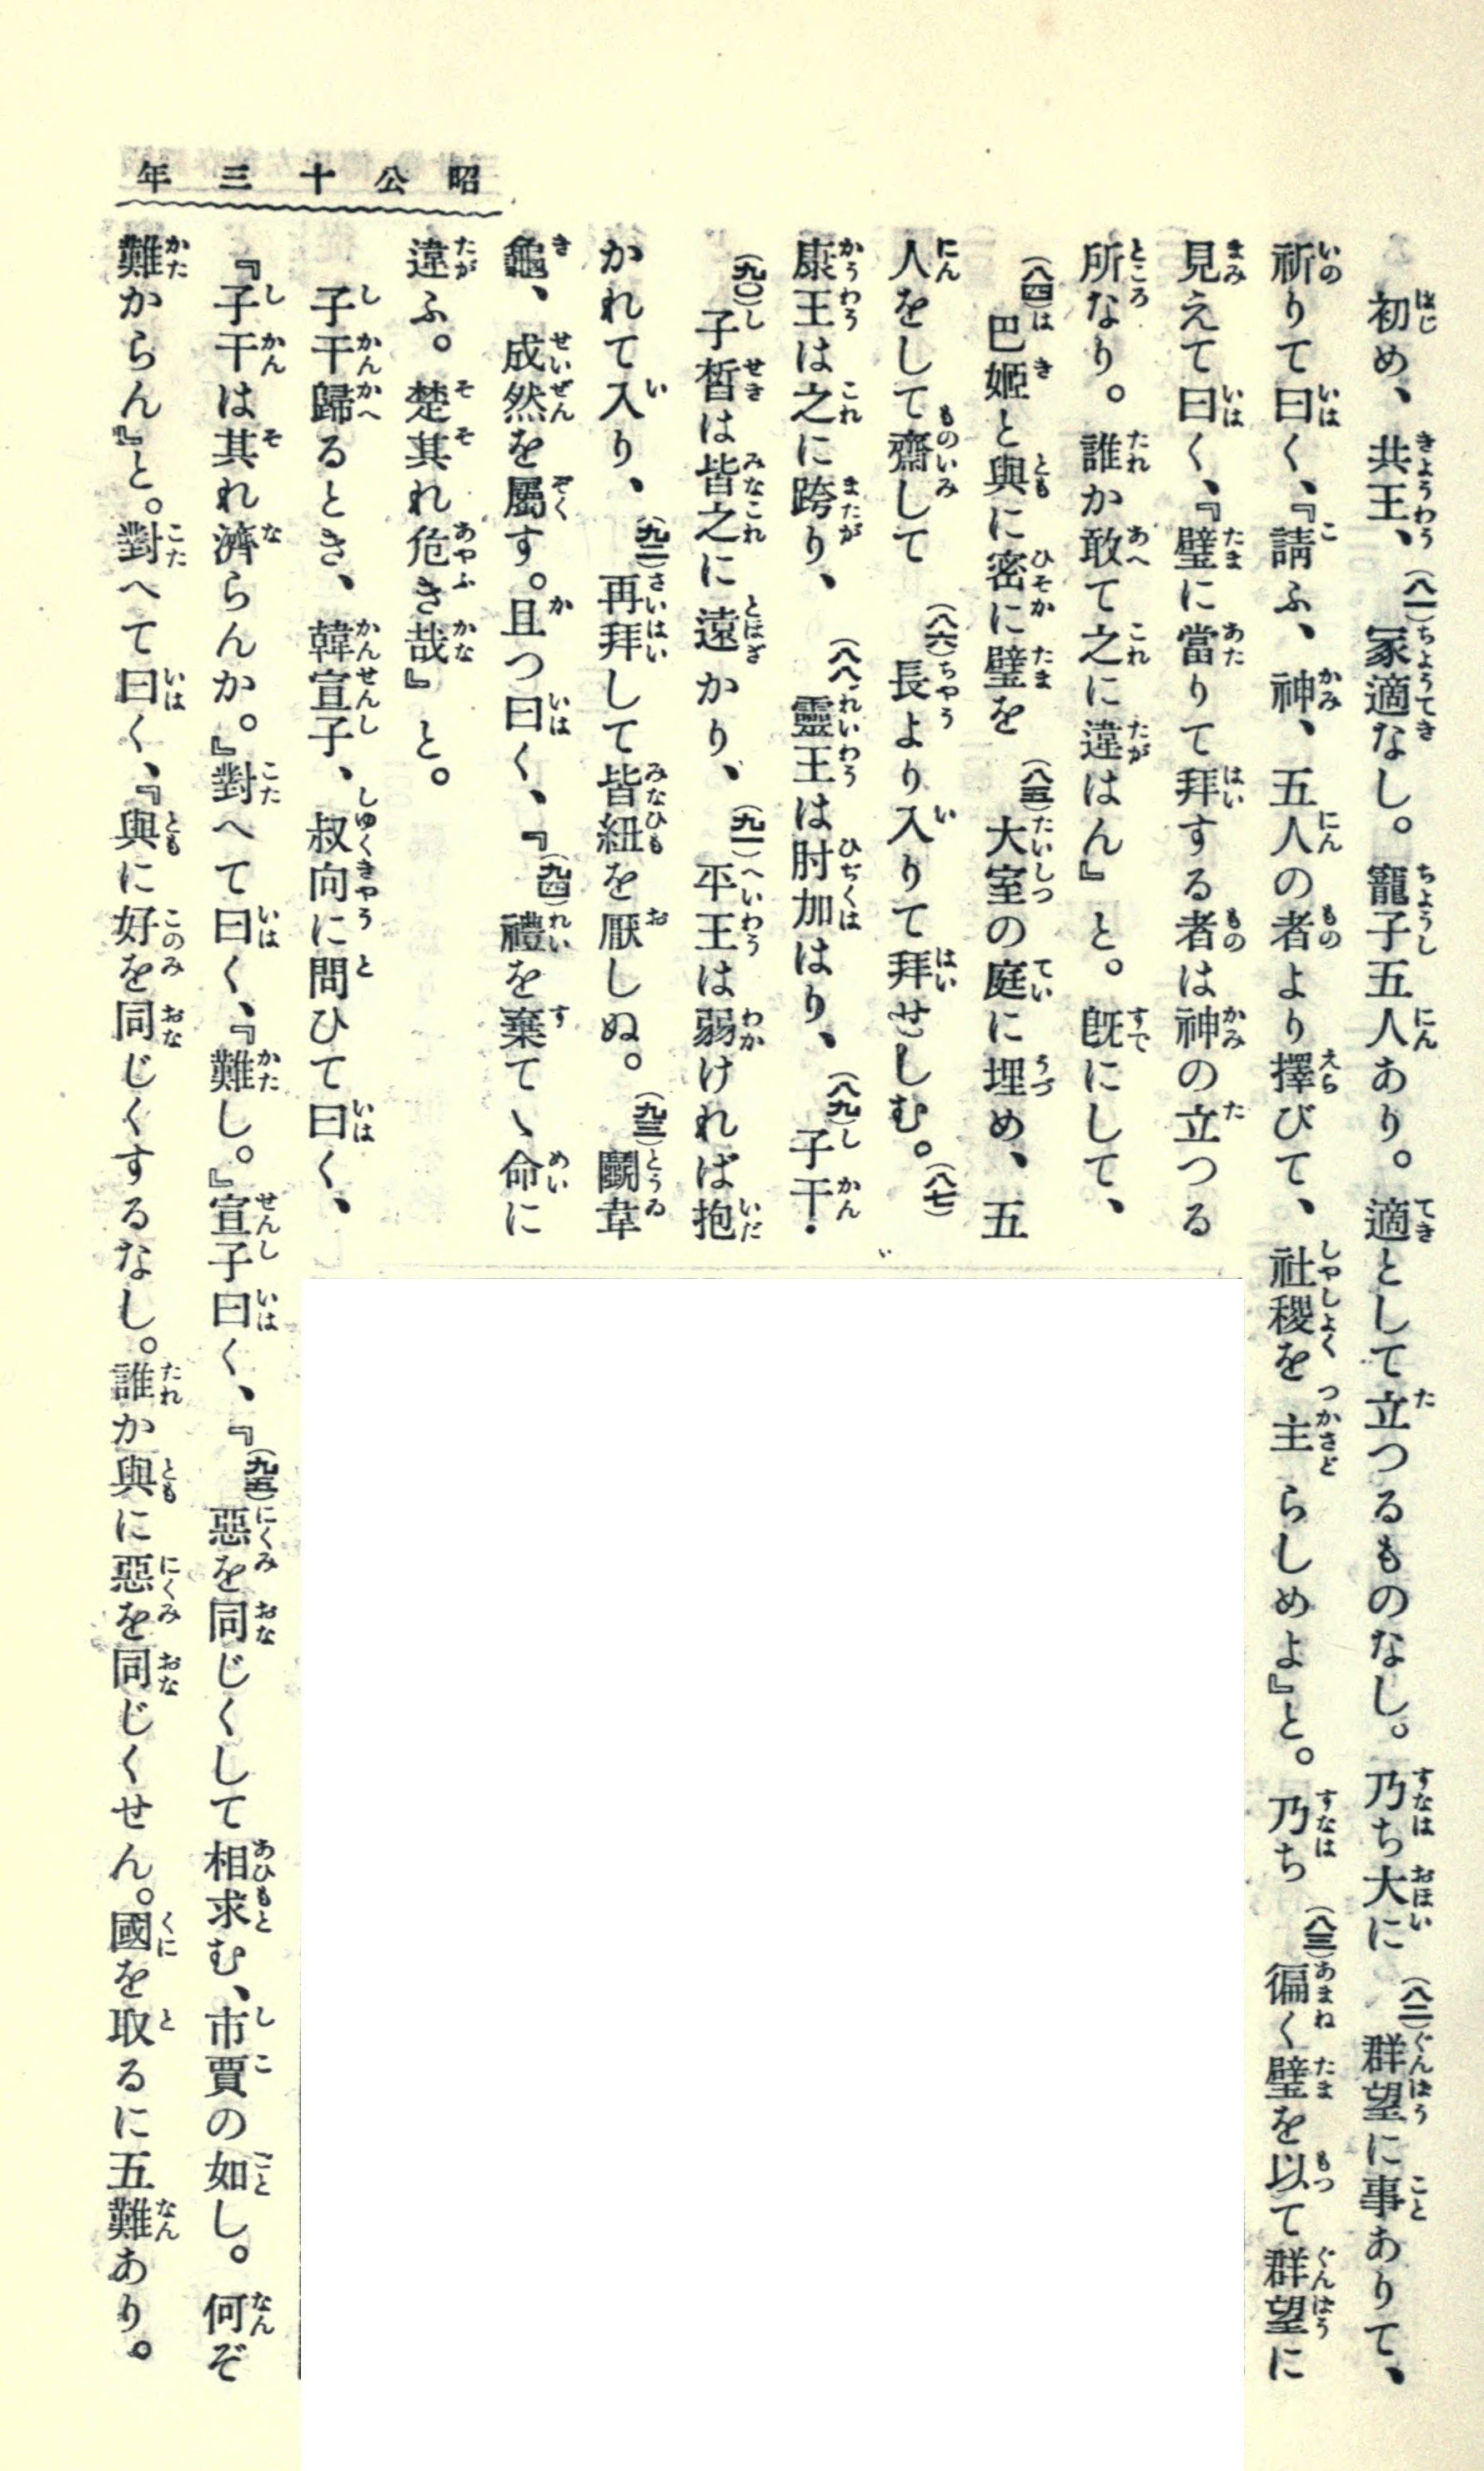 昭公十三年
初め、共王、(八一)冢適なし。寵子五人あり。適として立つるものなし。乃ち大に(八二)群望に事ありて、
祈りて曰く、『請ふ、神、五人の者より擇びて、社稷を主らしめよ』と。乃ち(八三)徧く璧を以て群望に
見えて曰く、『璧に當りて拜する者は神の立つる
所なり。誰か敢て之に違はん』と。既にして、
(八四)巴姬と與に密に璧を(八五)大室の庭に埋め、五
人をして齋して(八六)長より入りて拜せしむ。(八七)
康王は之に跨り、(八八)靈王は肘加はり、(八九)子干・
(九〇)子晳は皆之に遠かり、(九一)平王は弱ければ抱
かれて入り、(九二)再拜して皆紐を厭しぬ。(九三)鬬韋
龜、成然を屬す。且つ曰く、『(九四)禮を棄てヽ命に
違ふ。楚其れ危き哉』と。
子干歸るとき、韓宣子、叔向に問ひて曰く、
『子干は其れ濟らんか。』對へて曰く、『難し。』宣子曰く、『(九五)惡を同じくして相求む、市賈の如し。何ぞ
難からん』と。對へて曰く、『與に好を同じくするなし。誰か與に惡を同じくせん。國を取るに五難あり。